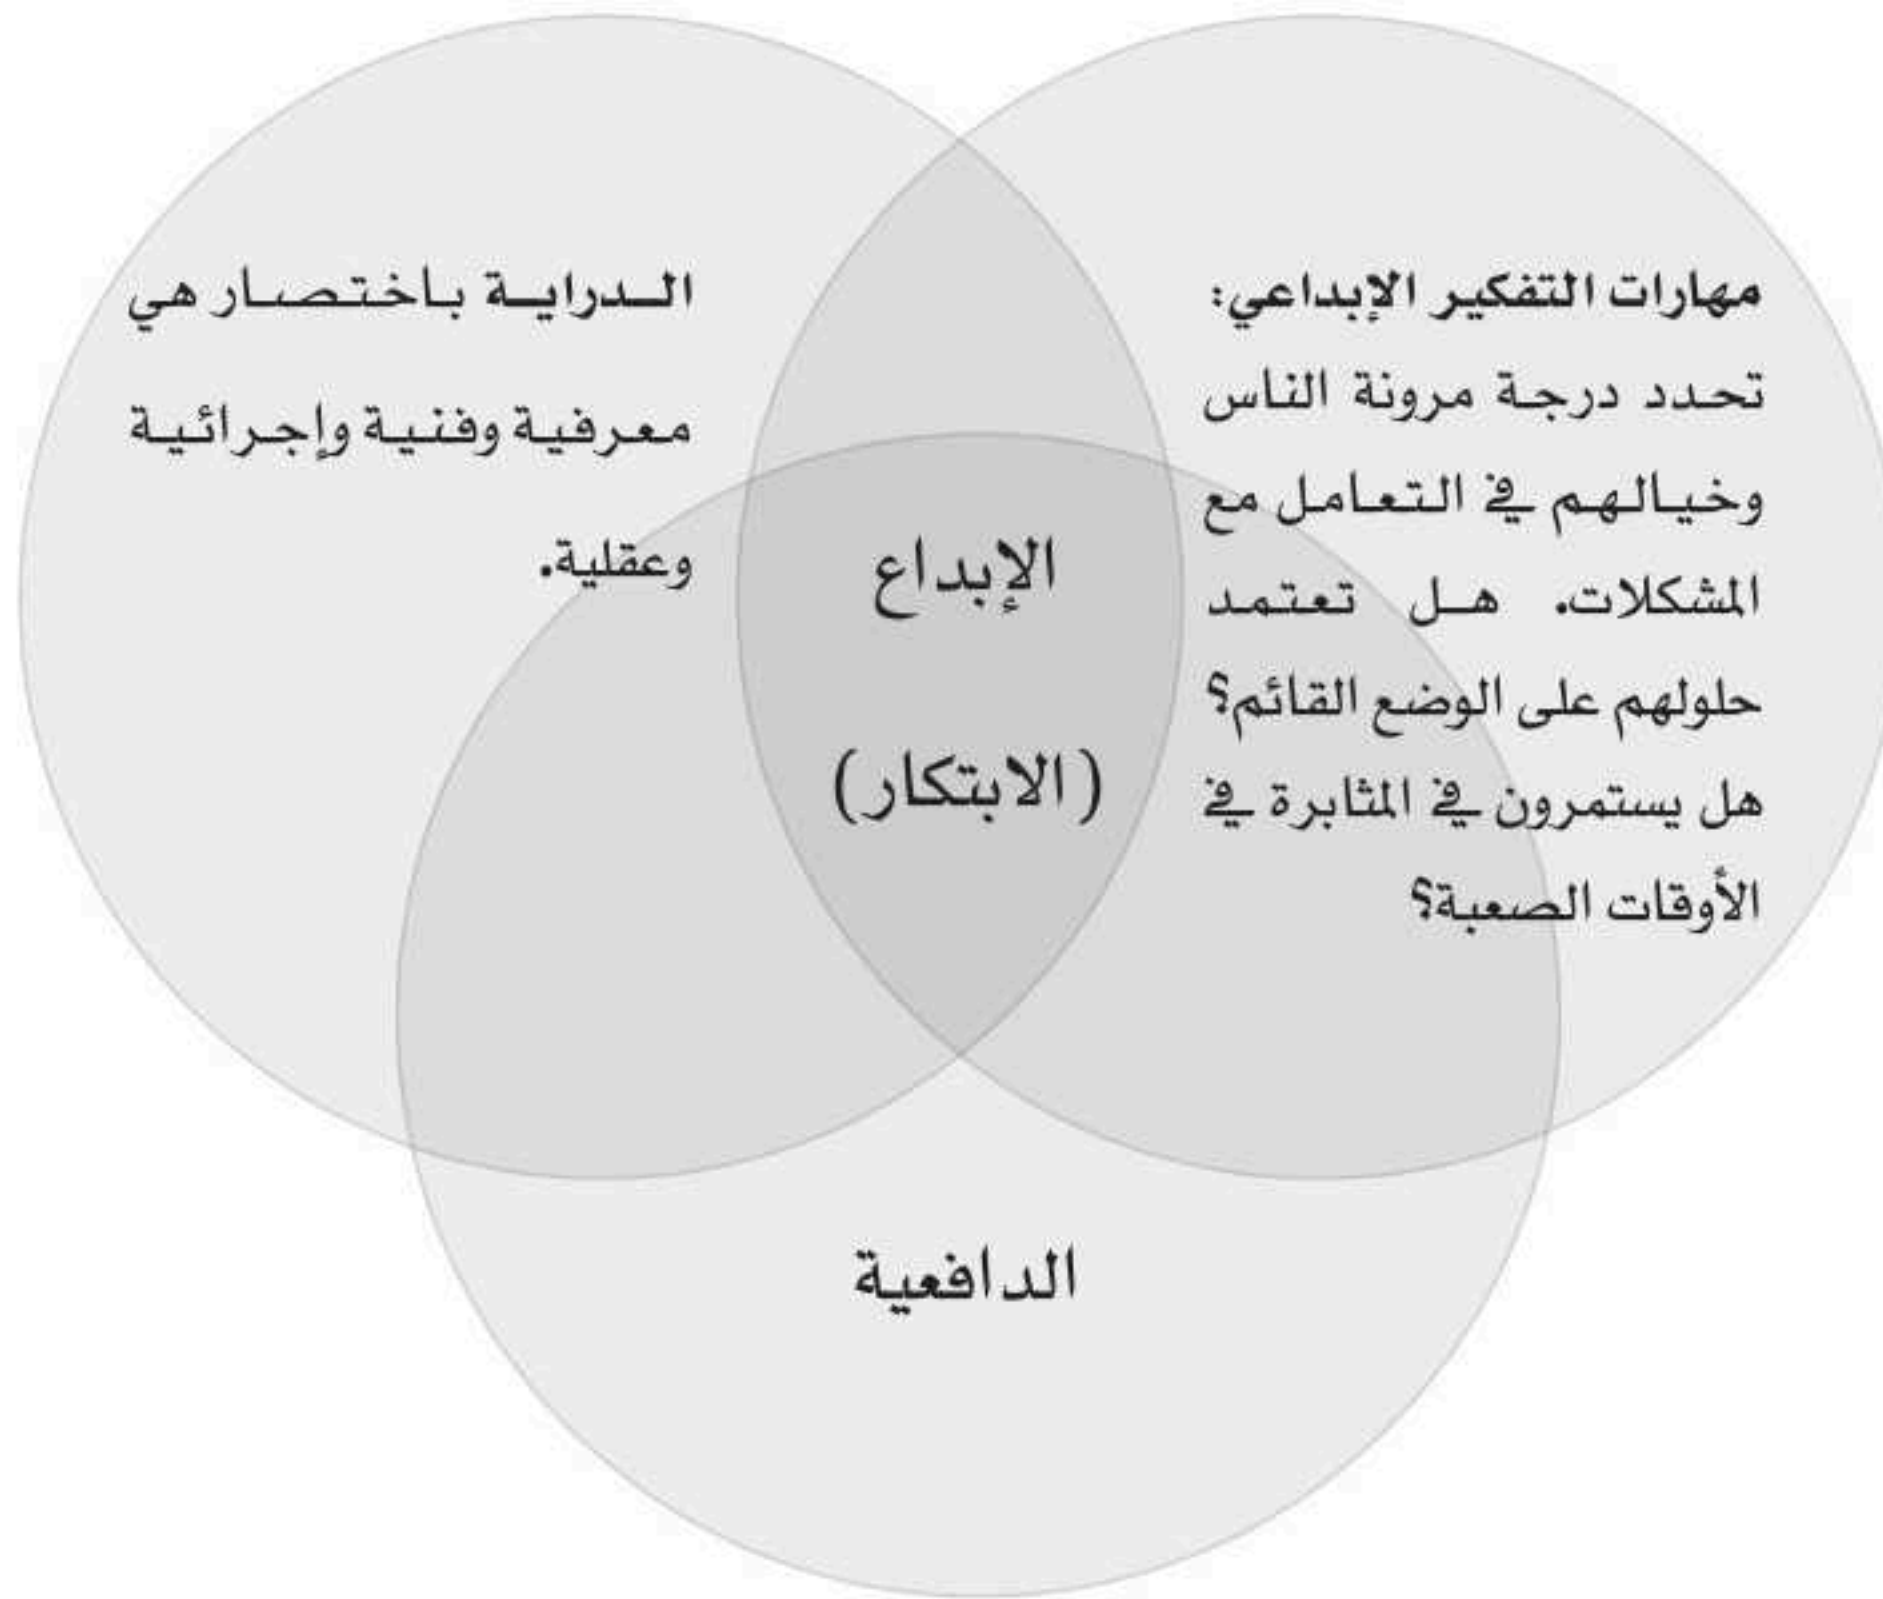 مهارات التفكير الإبداعي:
تحدد درجة مرونة الناس
وخيالهم في التعامل مع
المشكلات. هل تعتمد
حلولهم على الوضع القائم؟
هل يستمرون في المثابرة في
الأوقات الصعبة؟
الدراية باختصار هي
معرفية وفنية وإجرائية
وعقلية.
الإبداع
(الابتكار)
الدافعية